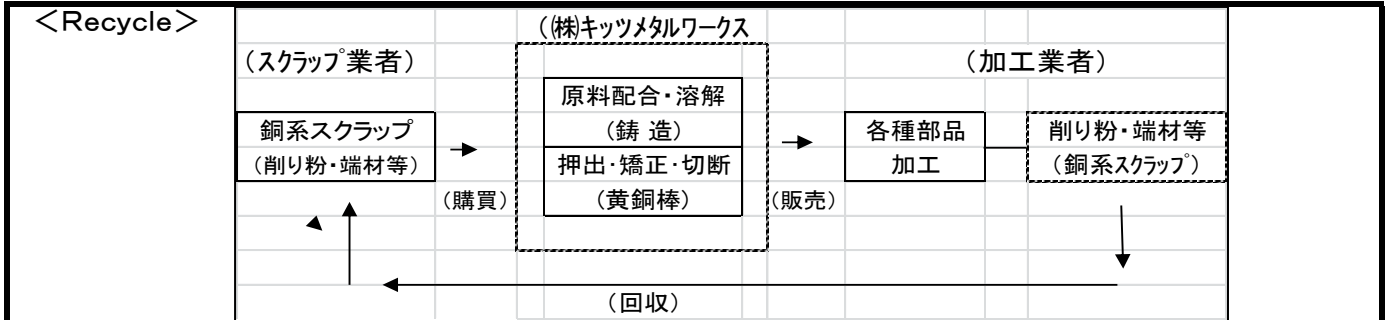 ＜Recycle＞
（㈱キッツメタルワークス
（ｽｸﾗｯﾌﾟ業者）
（加工業者）
原料配合・溶解
（鋳 造）
押出・矯正・切断
（黄銅棒）
銅系スクラップ
（削り粉・端材等）
各種部品
加工
削り粉・端材等
（銅系ｽｸﾗｯﾌﾟ）
（購買）
（販売）
（回収）